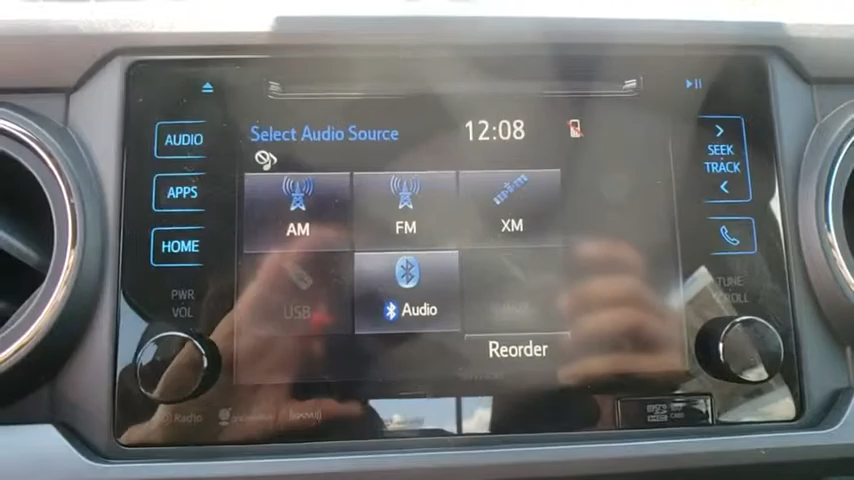 Select Audio Source
12:08
AUDIO
APPS
HOME
PWR
VOL
AM
FM
XM
USB
Audio
Reorder
SEEK
TRACK
TUNE
SCROLL
Radio